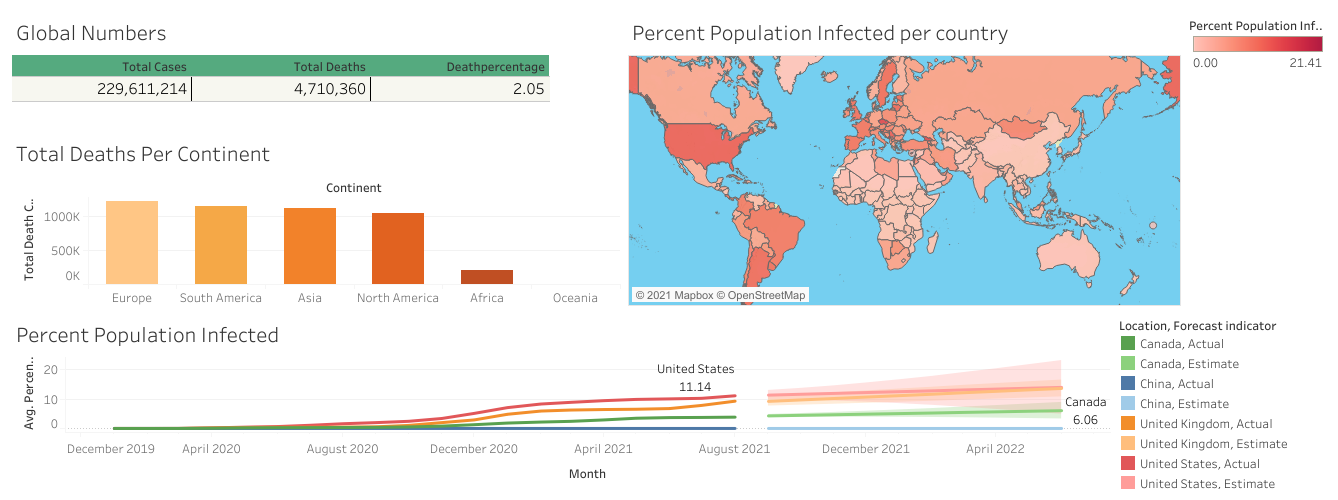 Global Numbers
Total Cases Total Deaths Deathpercentage
229,611,214 4,710,360 2.05
Total Deaths Per Continent
Continent
Total Death C..
1000K
500K
0K
Europe South America Asia North America Africa Oceania
Percent Population Infected per country
© 2021 Mapbox © OpenStreetMap
Percent Population Inf..
0.00 21.41
Percent Population Infected
Avg. Percen..
20
10
0
United States
11.14
Canada
6.06
December 2019 April 2020 August 2020 December 2020 April 2021 August 2021 December 2021 April 2022
Month
Location, Forecast indicator
Canada, Actual
Canada, Estimate
China, Actual
China, Estimate
United Kingdom, Actual
United Kingdom, Estimate
United States, Actual
United States, Estimate